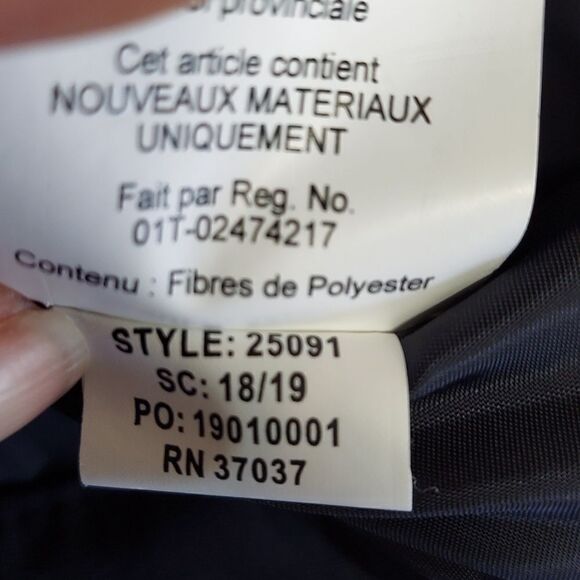 provinciale
Cet article contient
NOUVEAUX MATERIAUX
UNIQUEMENT
Fait par Reg. No.
01T-02474217
Contenu : Fibres de Polyester
STYLE: 25091
SC: 18/19
PO: 19010001
RN 37037